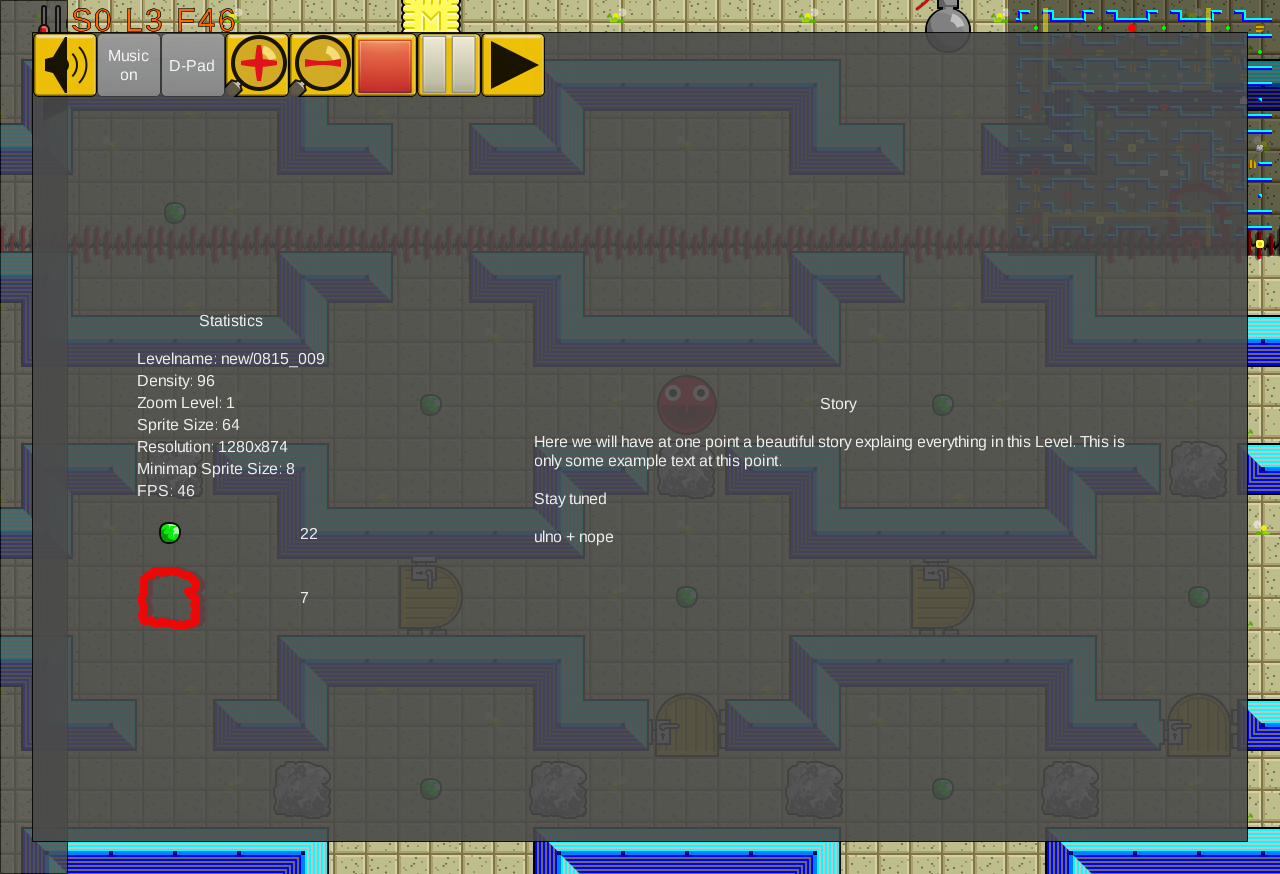 S0 L3 F46
M
Music
on
D-Pad
Statistics
Levelname: new/0815_009
Density: 96
Zoom Level: 1
Sprite Size: 64
Resolution: 1280x874
Minimap Sprite Size: 8
FPS: 46
22
7
Story
Here we will have at one point a beautiful story explaing everything in this Level. This is
only some example text at this point.
Stay tuned
ulno + nope